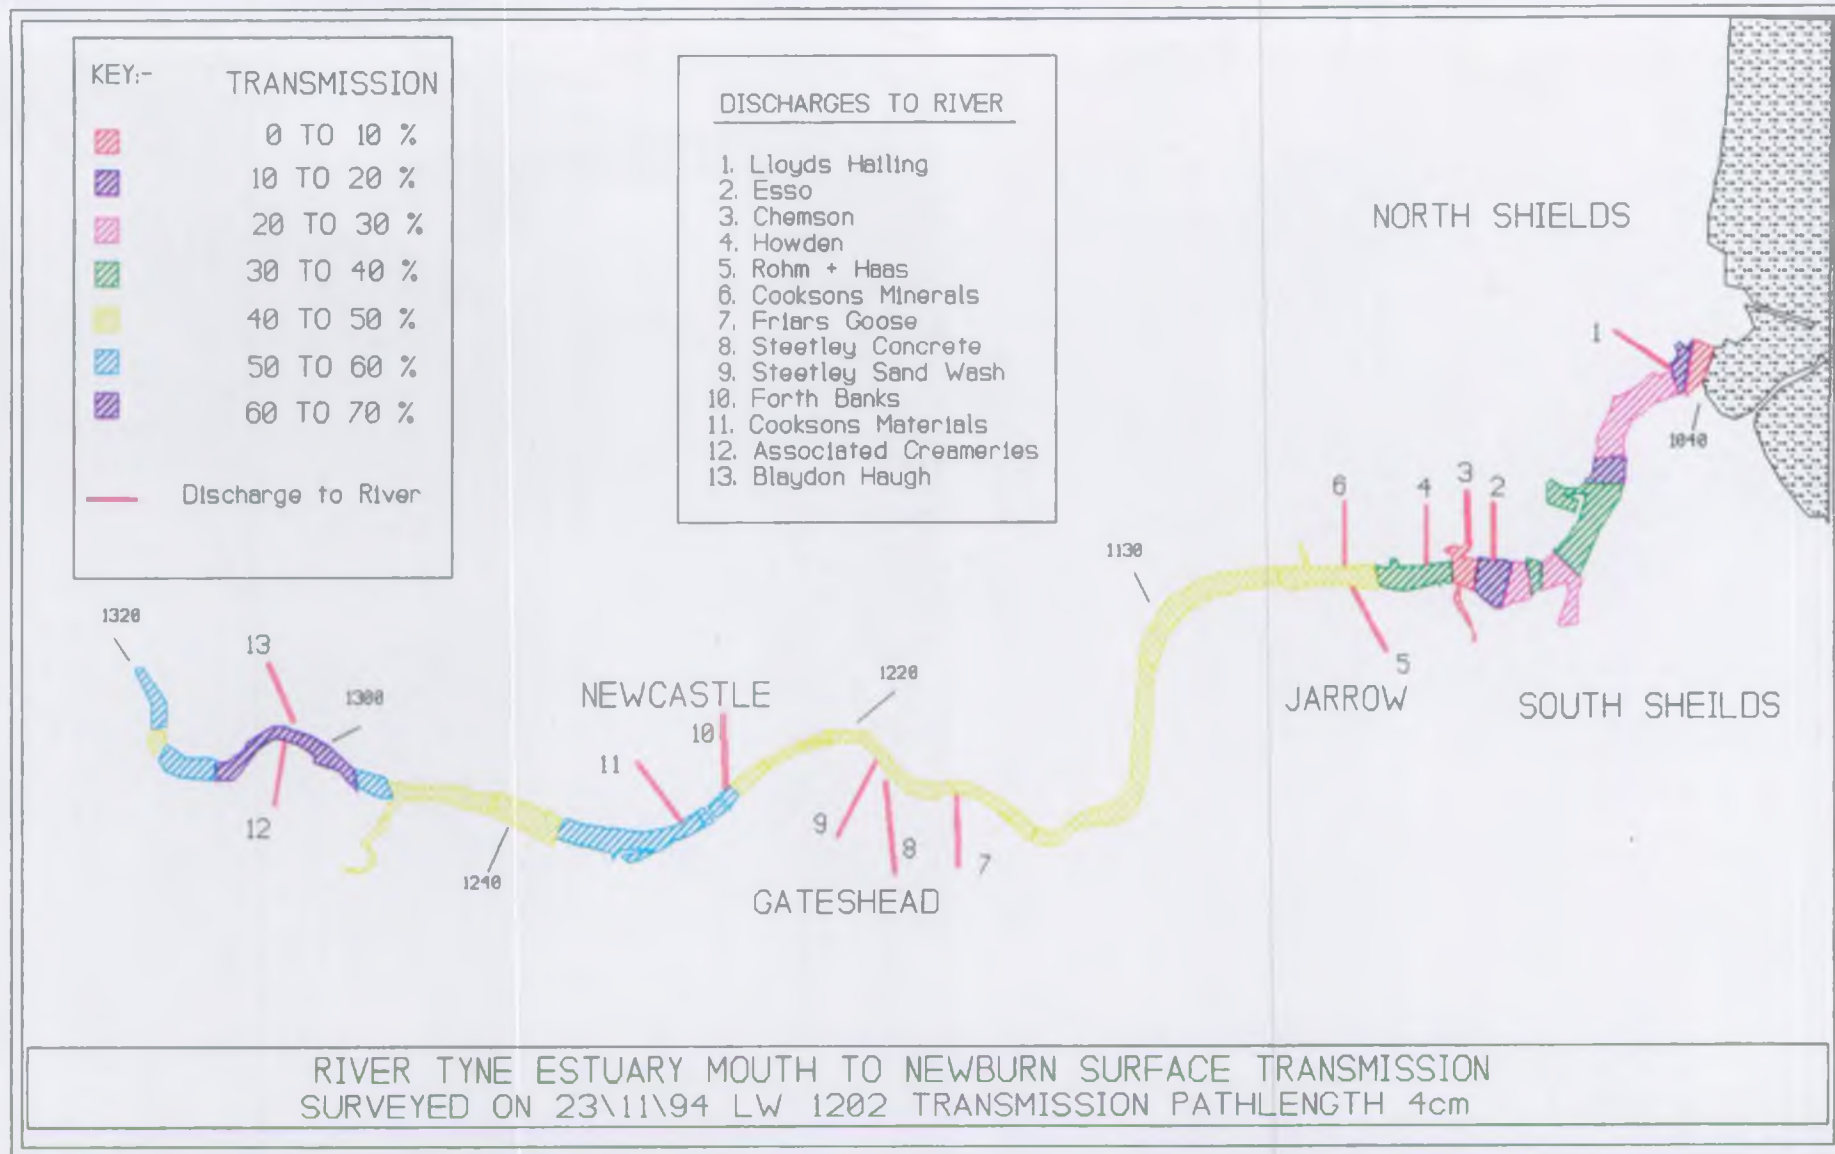 KEY:-
TRANSMISSION
0 TO 10 %
10 TO 20 %
20 TO 30 %
30 TO 40 %
40 TO 50 %
50 TO 60 %
60 TO 70 %
Discharge to River
DISCHARGES TO RIVER
1. Lloyds Hailing
2. Esso
3. Chemson
4. Howden
5. Rohm + Haas
6. Cooksons Minerals
7. Friars Goose
8. Steetley Concrete
9. Steetley Sand Wash
10. Forth Banks
11. Cooksons Materials
12. Associated Creameries
13. Blaydon Haugh
NORTH SHIELDS
1
1040
6
4
3
2
1130
5
JARROW
SOUTH SHEILDS
1320
13
1300
NEWCASTLE
10
1220
11
12
9
8
7
1240
GATESHEAD
RIVER TYNE ESTUARY MOUTH TO NEWBURN SURFACE TRANSMISSION
SURVEYED ON 23\11\94 LW 1202 TRANSMISSION PATHLENGTH 4cm